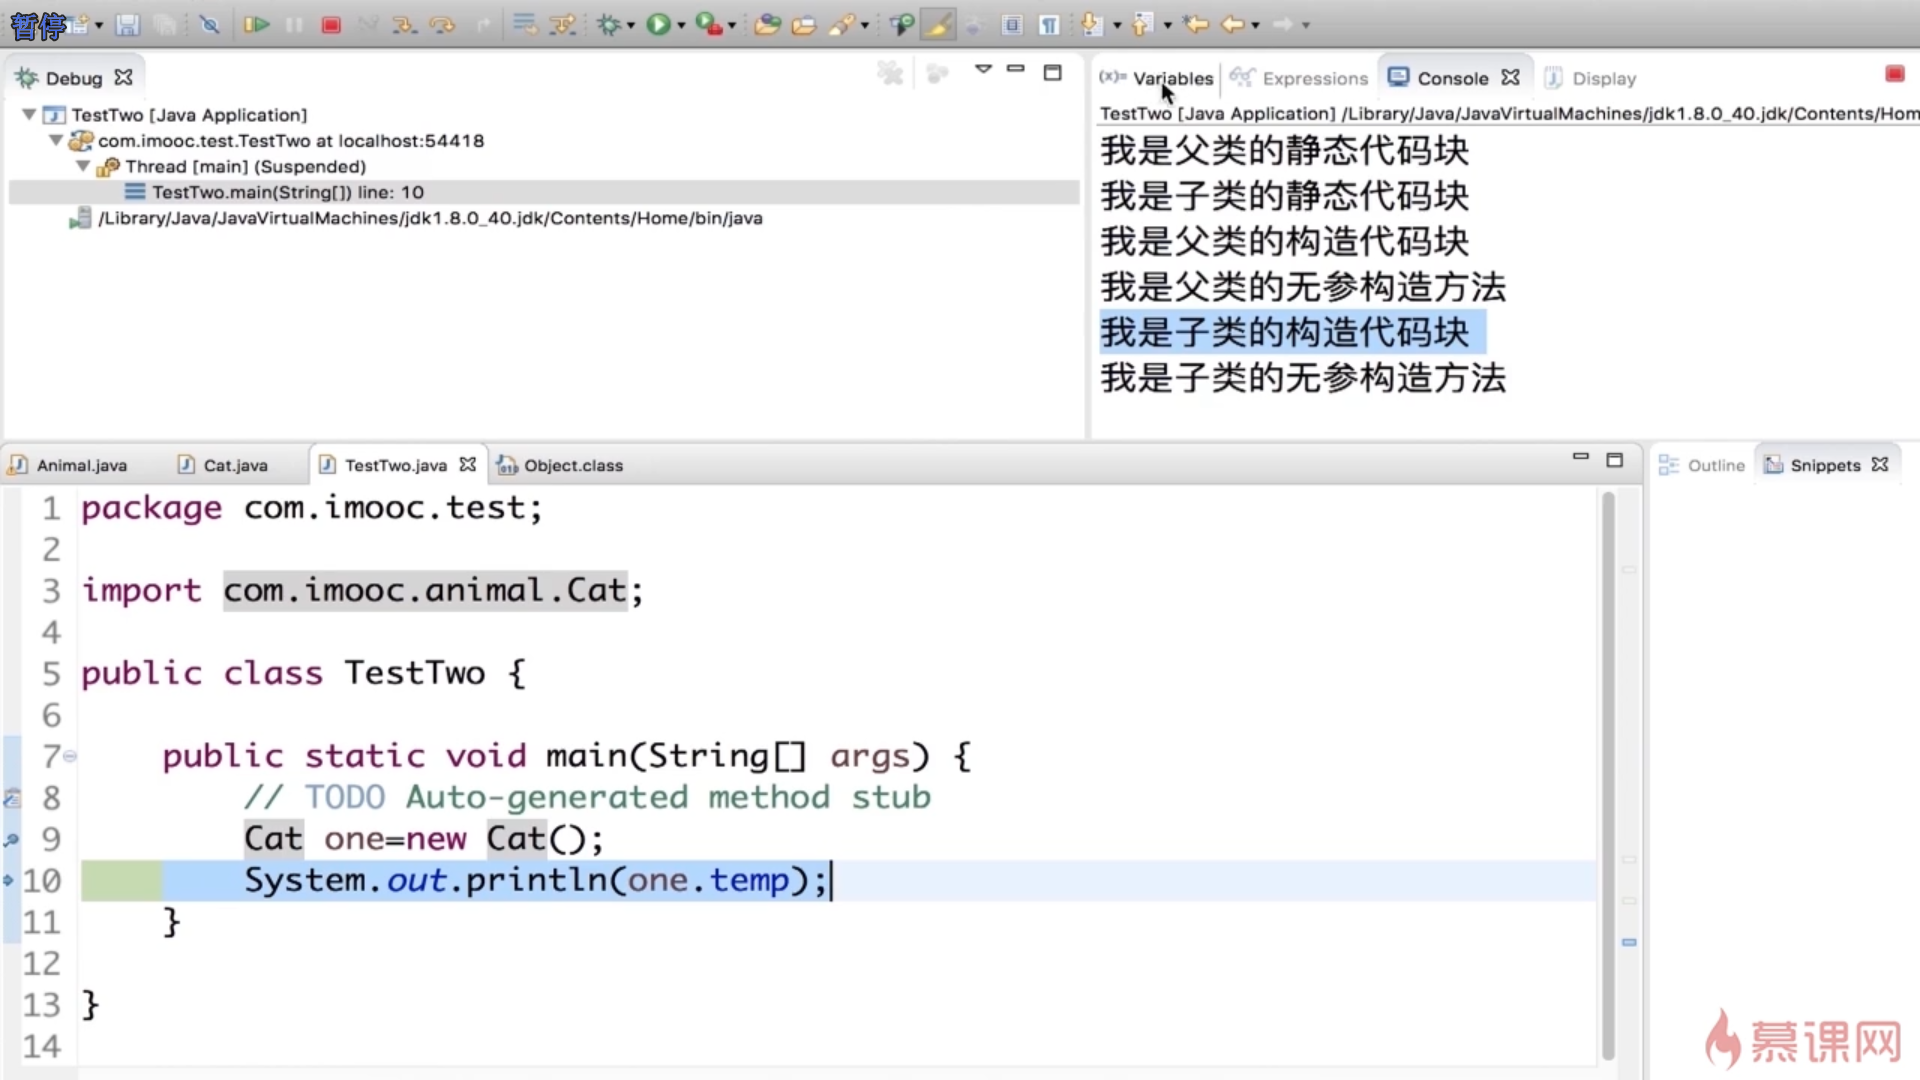 暂停
Debug
TestTwo [Java Application]
com.imooc.test.TestTwo at localhost:54418
Thread [main] (Suspended)
TestTwo.main(String[]) line: 10
/Library/Java/JavaVirtualMachines/jdk1.8.0_40.jdk/Contents/Home/bin/java
(x)= Variables
Expressions
Console
Display
TestTwo [Java Application] /Library/Java/JavaVirtualMachines/jdk1.8.0_40.jdk/Contents/Hom
我是父类的静态代码块
我是子类的静态代码块
我是父类的构造代码块
我是父类的无参构造方法
我是子类的构造代码块
我是子类的无参构造方法
Animal.java
Cat.java
TestTwo.java
Object.class
Outline
Snippets
1 package com.imooc.test;
2
3 import com.imooc.animal.Cat;
4
5 public class TestTwo {
6
7 public static void main(String[] args) {
8 // TODO Auto-generated method stub
9 Cat one=new Cat();
10 System.out.println(one.temp);
11 }
12
13 }
14
慕课网